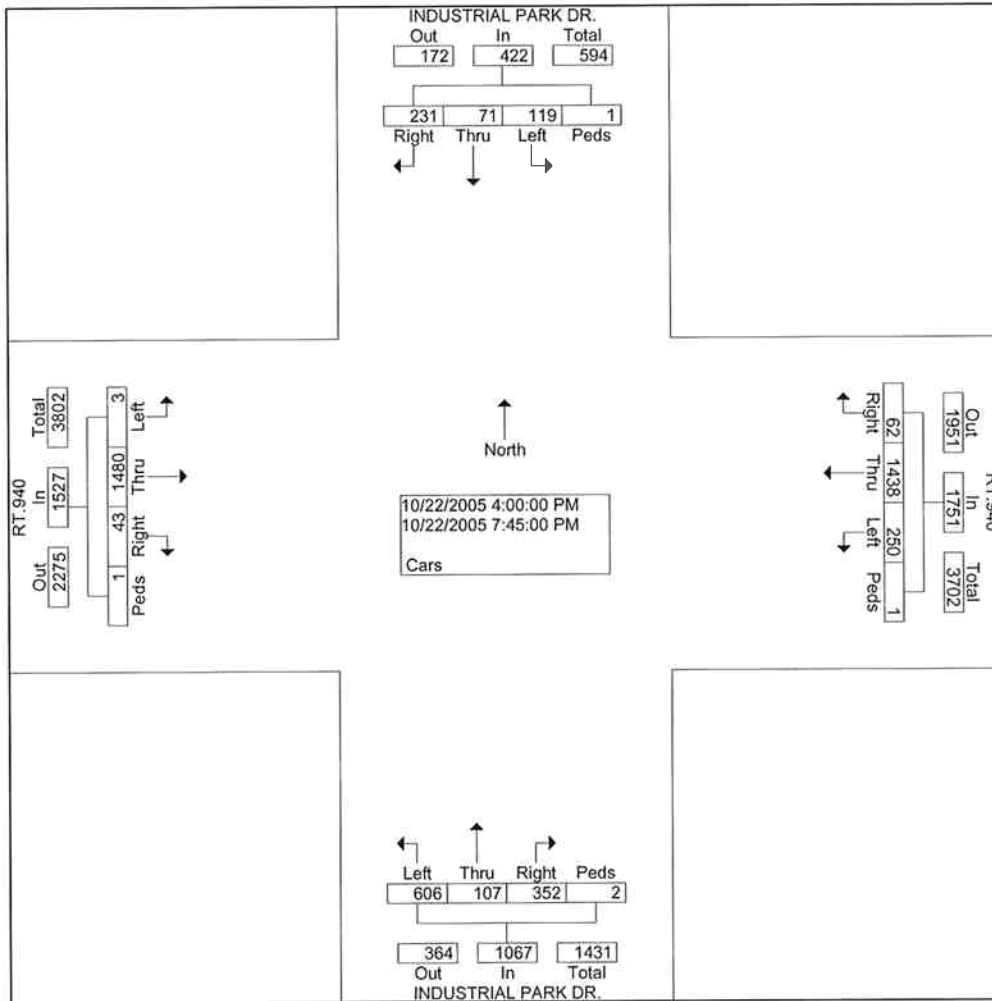 INDUSTRIAL PARK DR.
Out In Total
172 422 594
231 71 119 1
Right Thru Left Peds
RT.940
Total In Out
3802 1527 2275
3 1480 43 1
Left Thru Right Peds
North
10/22/2005 4:00:00 PM
10/22/2005 7:45:00 PM
Cars
Right Thru Left Peds
62 1438 250 1
Out In Total
1951 1751 3702
RT.940
Left Thru Right Peds
606 107 352 2
364 1067 1431
Out In Total
INDUSTRIAL PARK DR.